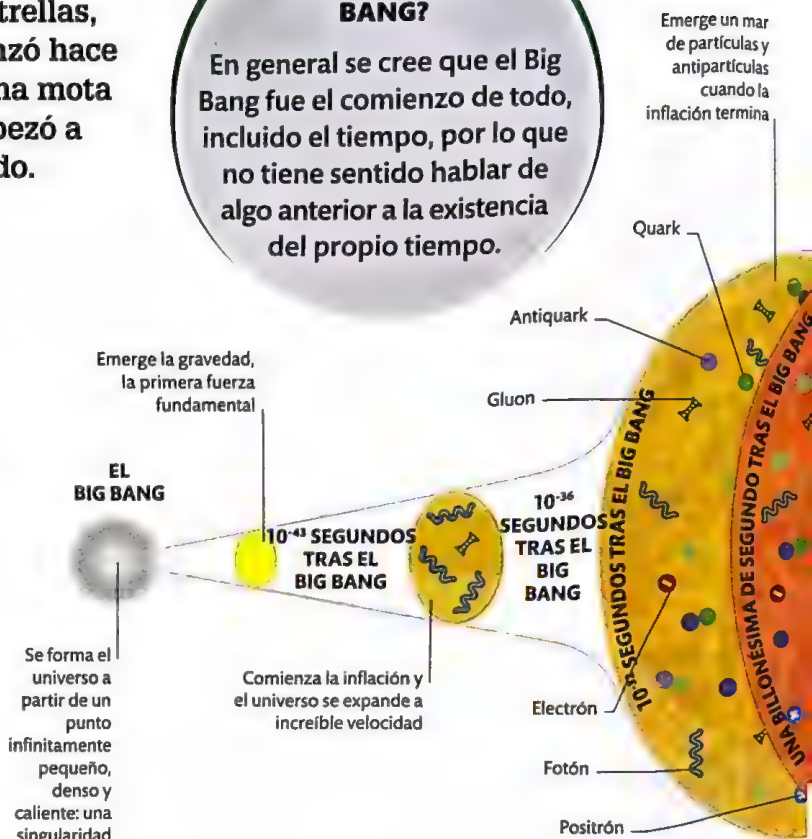 trellas,
nzó hace
na mota
pezó a
do.
BANG?
En general se cree que el Big
Bang fue el comienzo de todo,
incluido el tiempo, por lo que
no tiene sentido hablar de
algo anterior a la existencia
del propio tiempo.
Emerge un mar
de partículas y
antipartículas
cuando la
inflación termina
Quark
Antiquark
Gluon
Emerge la gravedad,
la primera fuerza
fundamental
EL
BIG BANG
10⁻⁴³ SEGUNDOS
TRAS EL
BIG BANG
10⁻³⁶
SEGUNDOS
TRAS EL
BIG
BANG
SEGUNDOS TRAS EL BIG BANG
UNA BILLONÉSIMA DE SEGUNDO TRAS EL BIG BANG
Se forma el
universo a
partir de un
punto
infinitamente
pequeño,
denso y
caliente: una
singularidad
Comienza la inflación y
el universo se expande a
increíble velocidad
Electrón
Fotón
Positrón